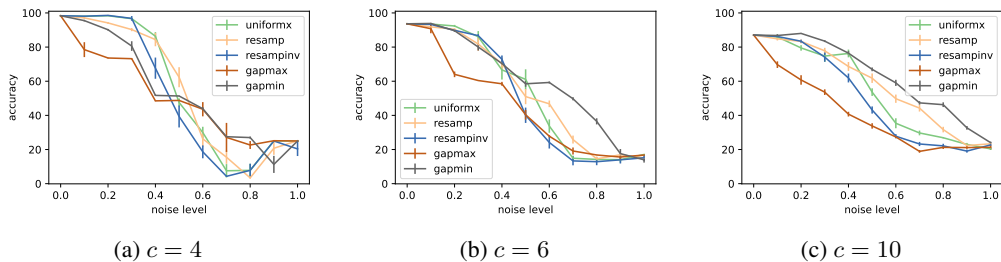 100
80
60
40
20
0
accuracy
0.0 0.2 0.4 0.6 0.8 1.0
noise level
uniformx
resamp
resampinv
gapmax
gapmin
(a) c = 4
100
80
60
40
20
0
accuracy
0.0 0.2 0.4 0.6 0.8 1.0
noise level
uniformx
resamp
resampinv
gapmax
gapmin
(b) c = 6
100
80
60
40
20
0
accuracy
0.0 0.2 0.4 0.6 0.8 1.0
noise level
uniformx
resamp
resampinv
gapmax
gapmin
(c) c = 10